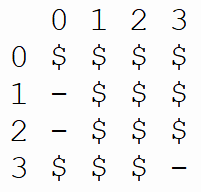 0 1 2 3
0 $ $ $ $
1 - $ $ $
2 - $ $ $
3 $ $ $ -